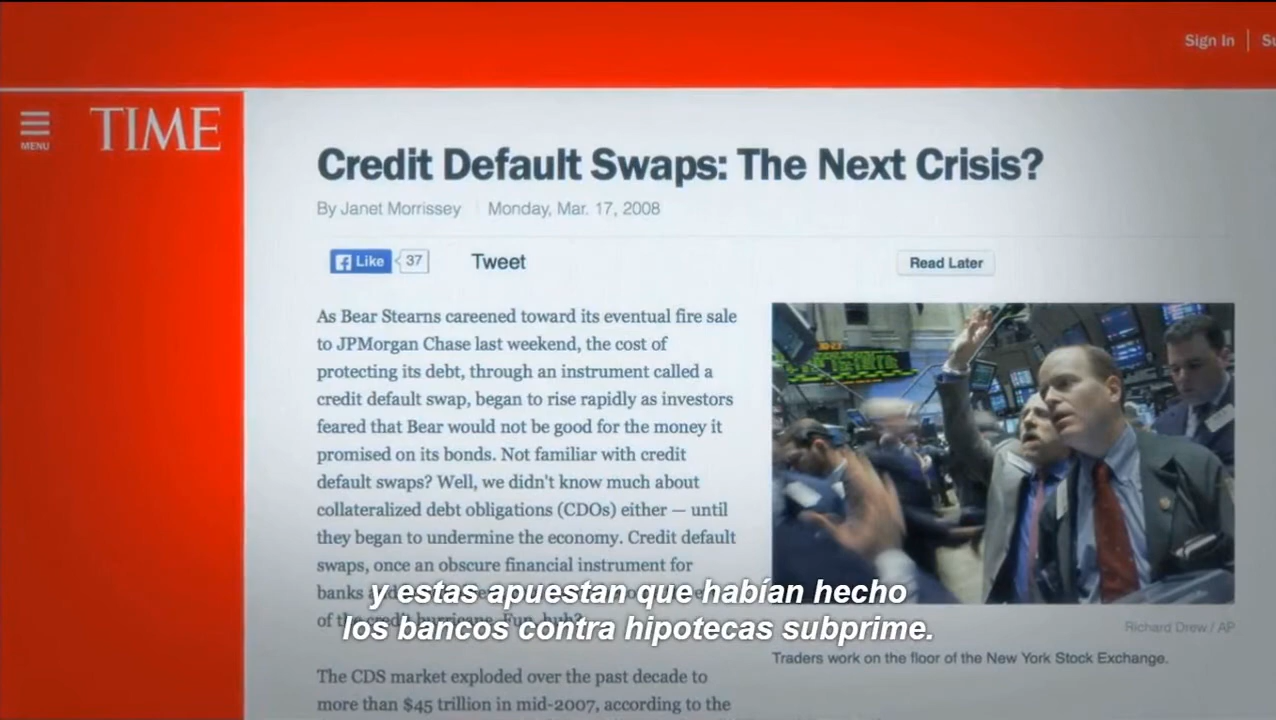 Sign In
MENU
TIME
Credit Default Swaps: The Next Crisis?
By Janet Morrissey
Monday, Mar. 17, 2008
Like
37
Tweet
Read Later
As Bear Stearns careened toward its eventual fire sale
to JPMorgan Chase last weekend, the cost of
protecting its debt, through an instrument called a
credit default swap, began to rise rapidly as investors
feared that Bear would not be good for the money it
promised on its bonds. Not familiar with credit
default swaps? Well, we didn't know much about
collateralized debt obligations (CDOs) either — until
they began to undermine the economy. Credit default
swaps, once an obscure financial instrument for
banks
of the credit hurricane. Fun, huh?
The CDS market exploded over the past decade to
more than $45 trillion in mid-2007, according to the
Richard Drew / AP
Traders work on the floor of the New York Stock Exchange.
y estas apuestan que habían hecho
los bancos contra hipotecas subprime.